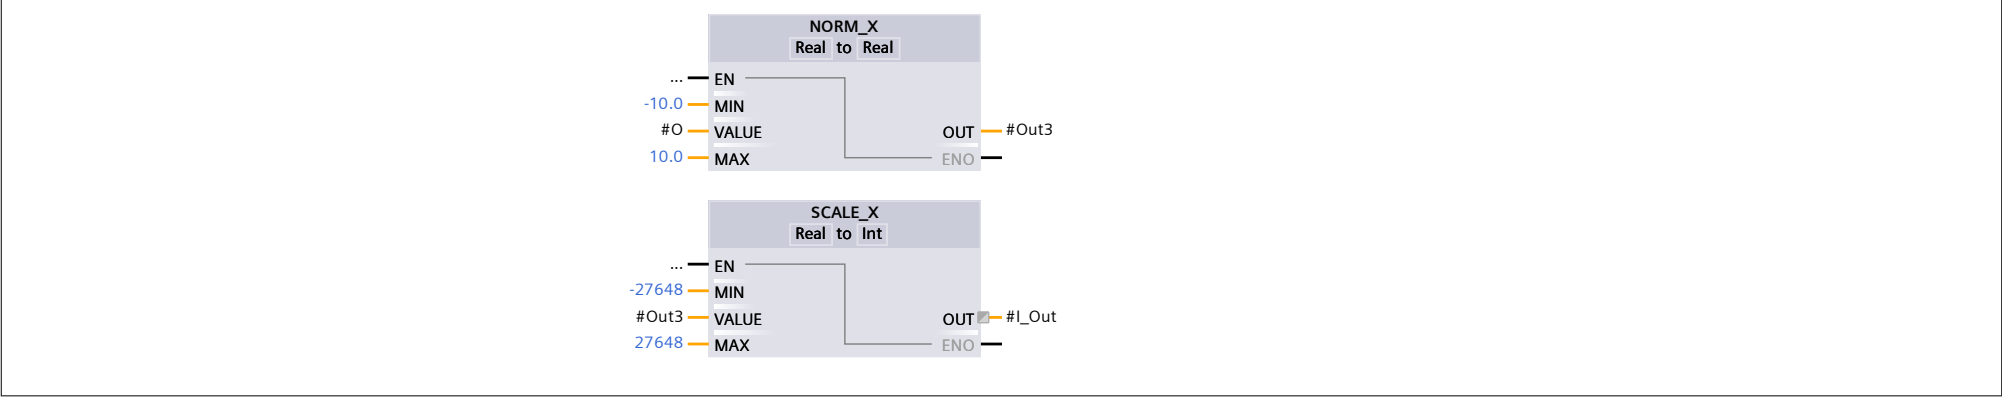 NORM_X
Real to Real
... EN
-10.0 MIN
#O VALUE OUT #Out3
10.0 MAX ENO
SCALE_X
Real to Int
... EN
-27648 MIN
#Out3 VALUE OUT #I_Out
27648 MAX ENO